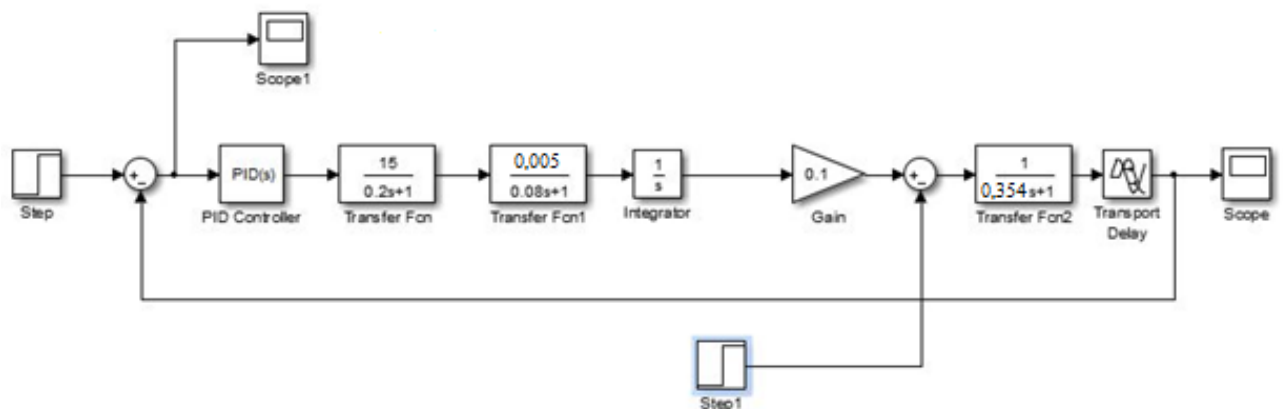 Scope1
Step
PID(s)
PID Controller
15
0.2s+1
Transfer Fcn
0,005
0.08s+1
Transfer Fcn1
1
s
Integrator
0.1
Gain
1
0,354 s+1
Transfer Fcn2
Transport
Delay
Scope
Step1